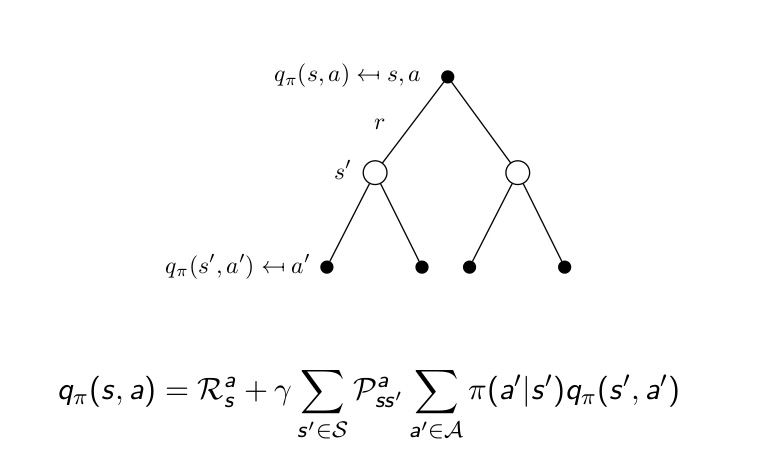 qπ(s, a) ↤ s, a
r
s′
qπ(s′, a′) ↤ a′
qπ(s, a) = 𝓡ₛᵃ + γ ∑_{s′∈𝒮} 𝒫ₛₛ′ᵃ ∑_{a′∈𝒜} π(a′|s′)qπ(s′, a′)